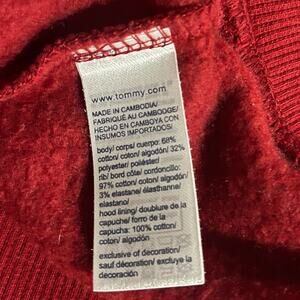 www.tommy.com
MADE IN CAMBODIA/
FABRIQUÉ AU CAMBODGE/
HECHO EN CAMBOYA CON
INSUMOS IMPORTADOS/
body/ corps/ cuerpo: 68%
cotton/ coton/ algodón/ 32%
polyester/ poliéster/
rib/ bord côte/ cordoncillo:
97% cotton/ coton/ algodón/
3% elastane/ élasthanne/
elastano/
hood lining/ doublure de la
capuche/ forro de la
capucha: 100% cotton/
coton/ algodón
exclusive of decoration/
sauf décoration/ excluye la
decoración